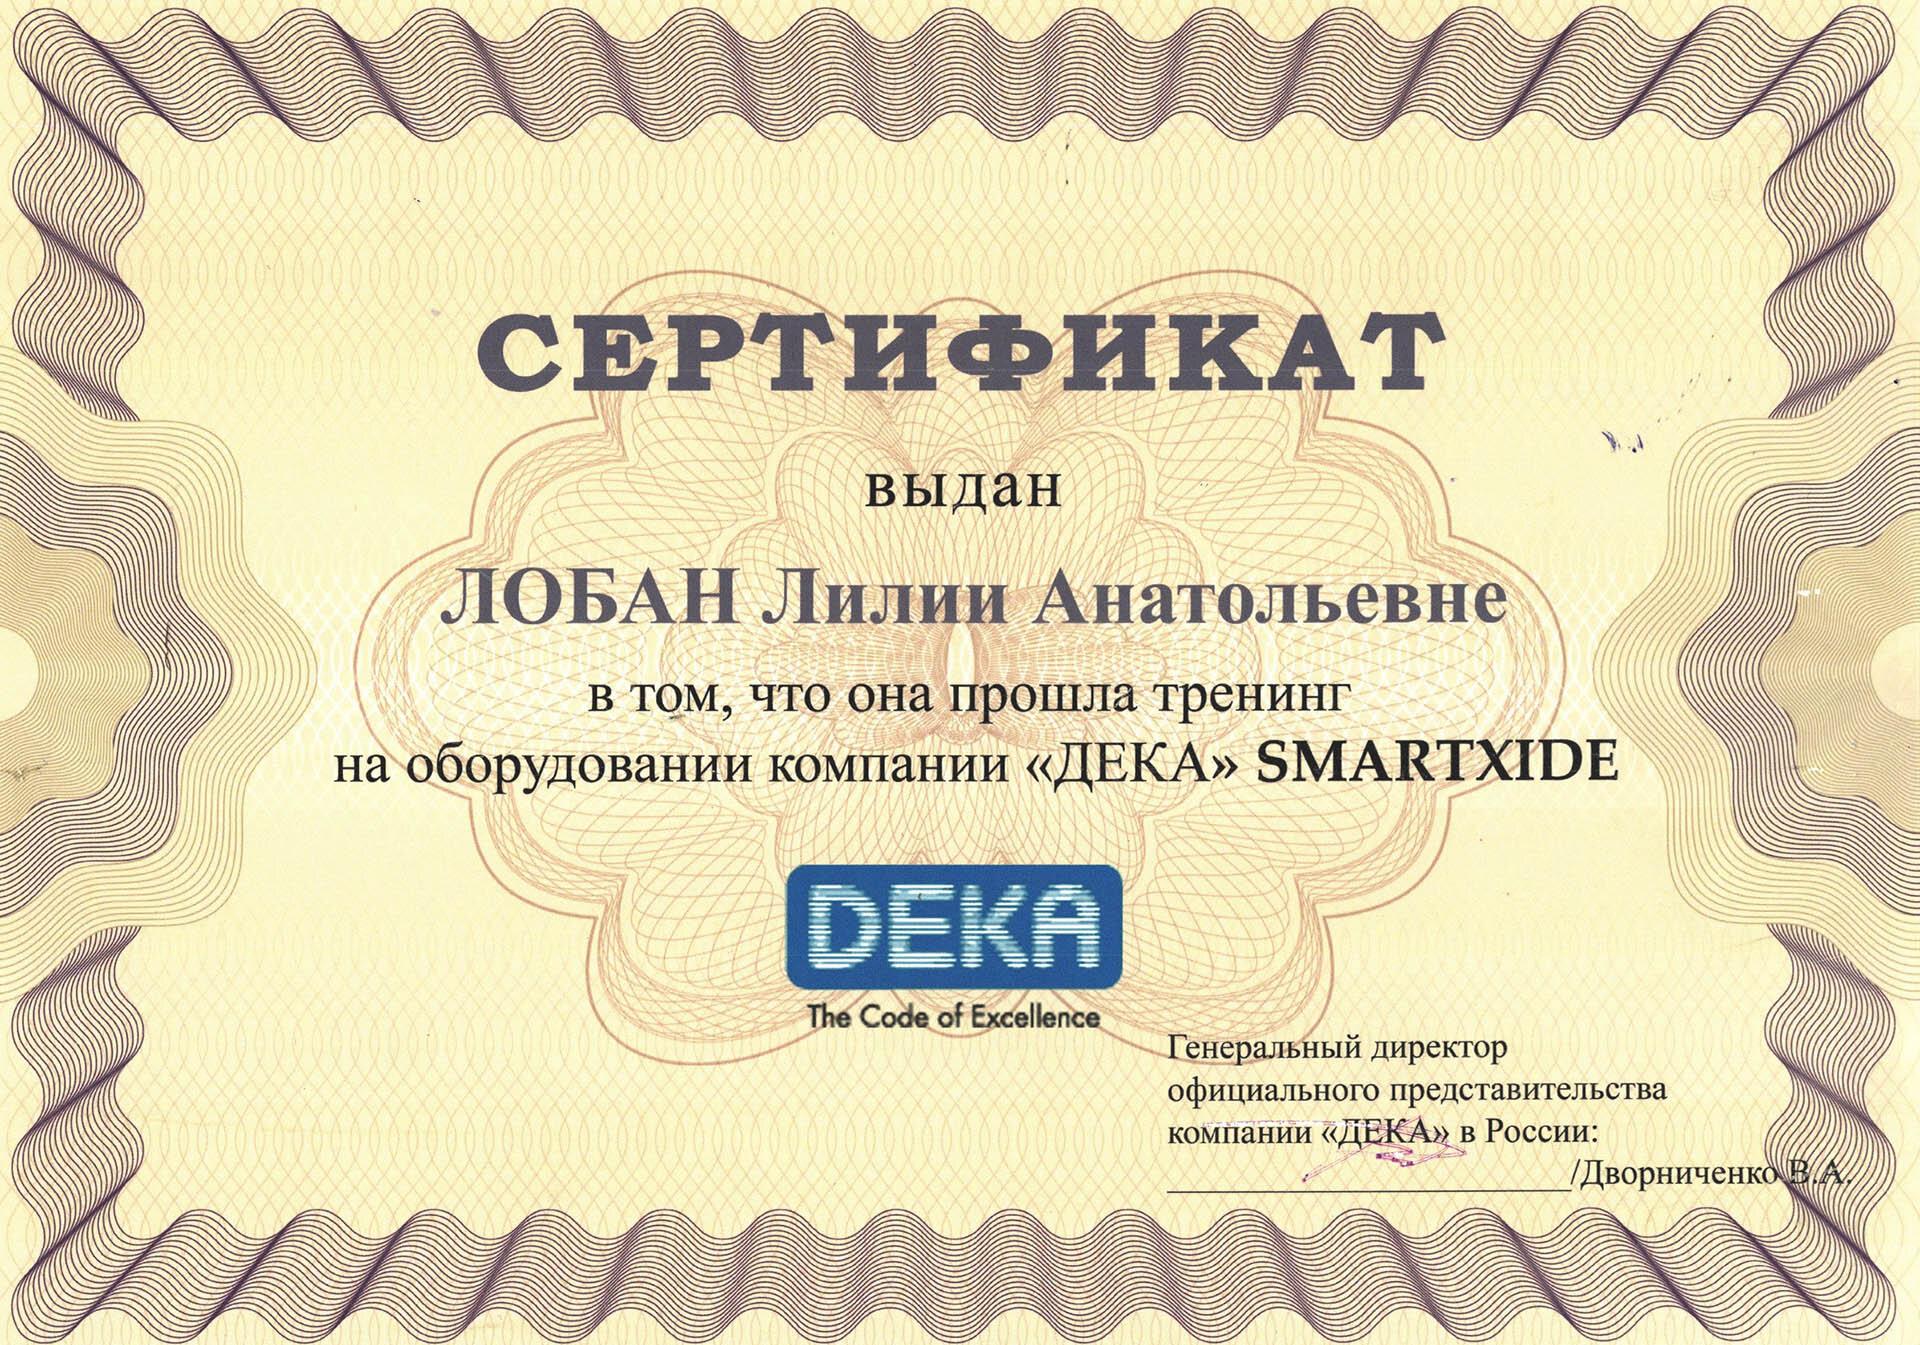 СЕРТИФИКАТ
выдан
ЛОБАН Лилии Анатольевне
в том, что она прошла тренинг
на оборудовании компании «ДЕКА» SMARTXIDE
DEKA
The Code of Excellence
Генеральный директор
официального представительства
компании «ДЕКА» в России:
/Дворниченко В.А.